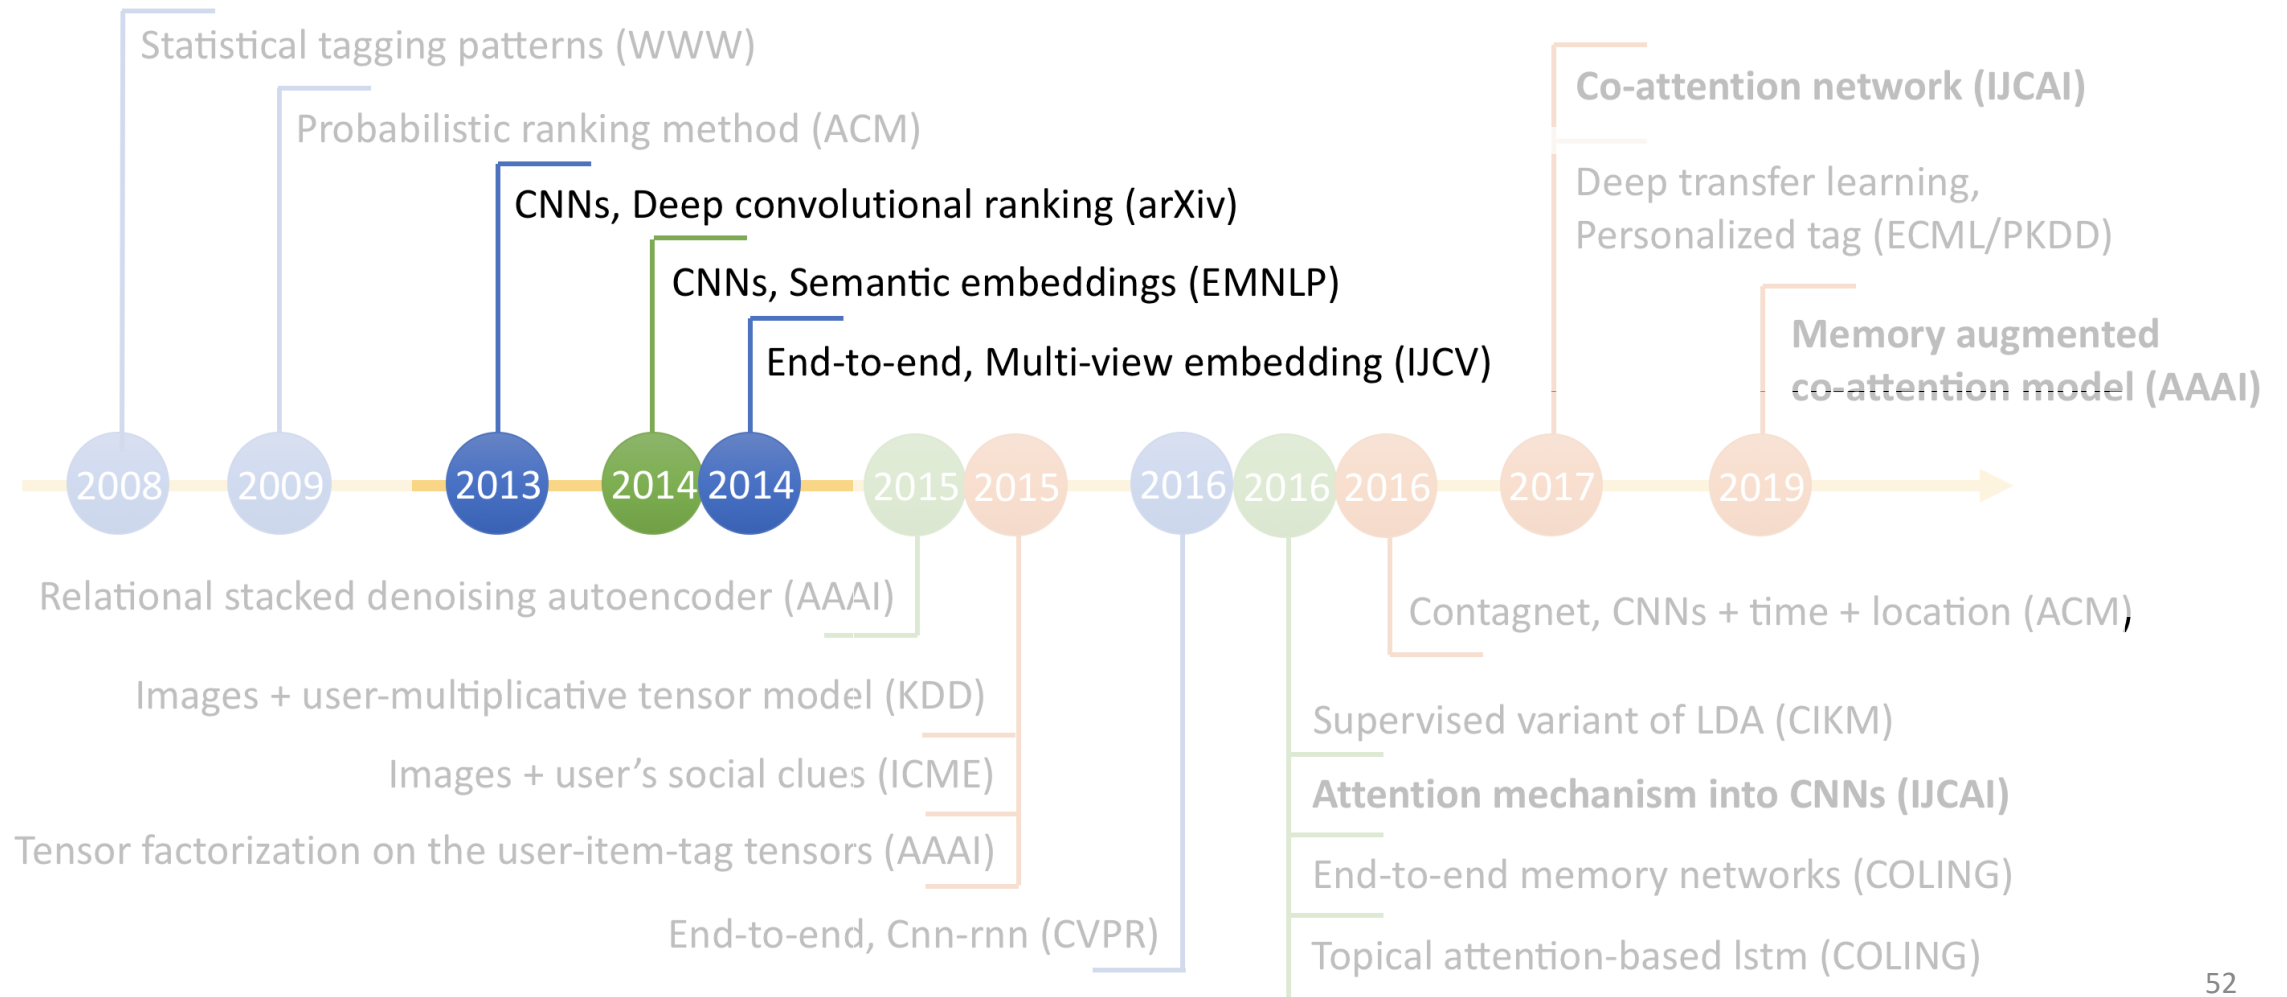 Statistical tagging patterns (WWW)
Probabilistic ranking method (ACM)
CNNs, Deep convolutional ranking (arXiv)
CNNs, Semantic embeddings (EMNLP)
End-to-end, Multi-view embedding (IJCV)
Co-attention network (IJCAI)
Deep transfer learning,
Personalized tag (ECML/PKDD)
Memory augmented
co-attention model (AAAI)
2008 2009 2013 2014 2014 2015 2015 2016 2016 2016 2017 2019
Relational stacked denoising autoencoder (AAAI)
Images + user-multiplicative tensor model (KDD)
Images + user’s social clues (ICME)
Tensor factorization on the user-item-tag tensors (AAAI)
End-to-end, Cnn-rnn (CVPR)
Contagnet, CNNs + time + location (ACM),
Supervised variant of LDA (CIKM)
Attention mechanism into CNNs (IJCAI)
End-to-end memory networks (COLING)
Topical attention-based lstm (COLING)
52